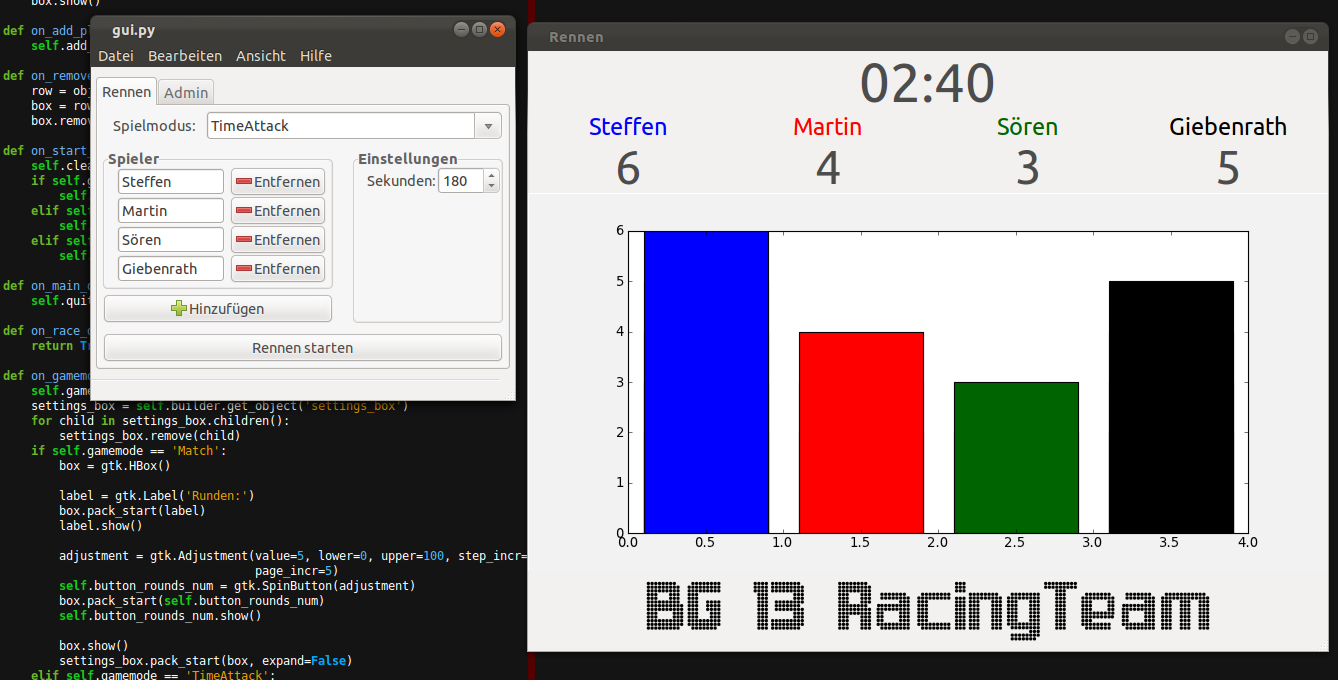 box.show()
def on_add_pl
self.add_
def on_remove
row = obj
box = row
box.remov
def on_start_
self.clea
if self.g
self
elif self
self.
elif self
self.
def on_main_
self.quit
def on_race_
return Tr
def on_gamemo
self.game
settings_box = self.builder.get_object('settings_box')
for child in settings_box.children():
settings_box.remove(child)
if self.gamemode == 'Match':
box = gtk.HBox()
label = gtk.Label('Runden:')
box.pack_start(label)
label.show()
adjustment = gtk.Adjustment(value=5, lower=0, upper=100, step_incr=
page_incr=5)
self.button_rounds_num = gtk.SpinButton(adjustment)
box.pack_start(self.button_rounds_num)
self.button_rounds_num.show()
box.show()
settings_box.pack_start(box, expand=False)
elif self.gamemode == 'TimeAttack':
gui.py
Datei Bearbeiten Ansicht Hilfe
Rennen Admin
Spielmodus: TimeAttack
Spieler Einstellungen
Steffen Entfernen Sekunden: 180
Martin Entfernen
Sören Entfernen
Giebenrath Entfernen
Hinzufügen
Rennen starten
Rennen
02:40
Steffen Martin Sören Giebenrath
6 4 3 5
6
5
4
3
2
1
0
0.0 0.5 1.0 1.5 2.0 2.5 3.0 3.5 4.0
BG 13 RacingTeam